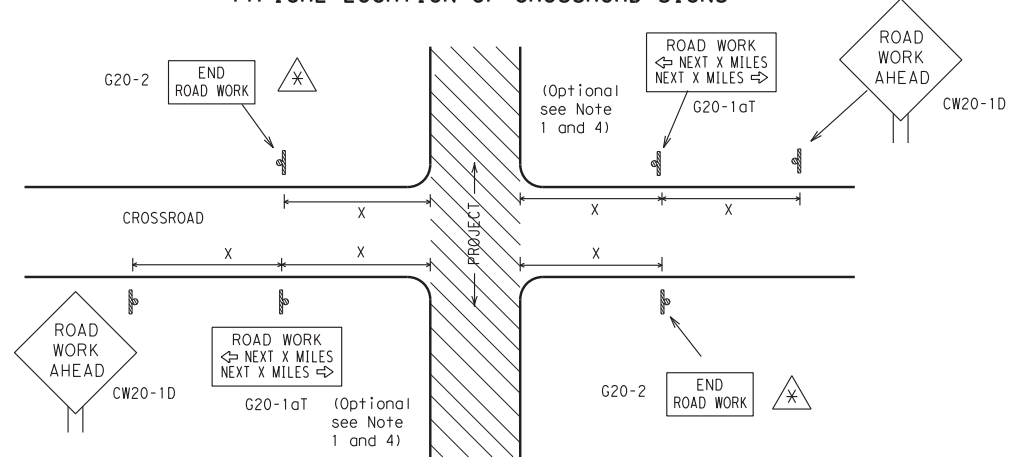 TYPICAL LOCATION OF CROSSROAD SIGNS
G20-2
END
ROAD WORK
(Optional
see Note
1 and 4)
ROAD WORK
⇦ NEXT X MILES
NEXT X MILES ⇨
G20-1aT
ROAD
WORK
AHEAD
CW20-1D
CROSSROAD
X
X
X
PROJECT
X
X
X
ROAD
WORK
AHEAD
CW20-1D
ROAD WORK
⇦ NEXT X MILES
NEXT X MILES ⇨
G20-1aT
(Optional
see Note
1 and 4)
G20-2
END
ROAD WORK